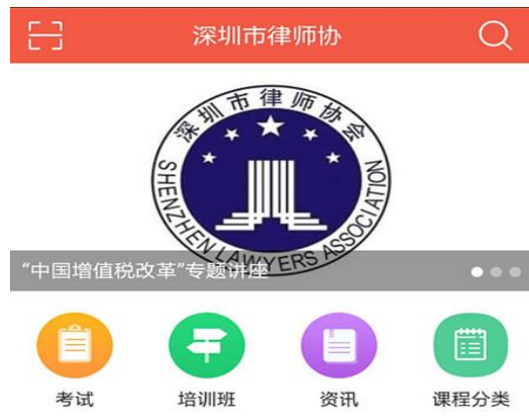 深圳市律师协
深圳市律师协会
SHENZHEN LAWYERS ASSOCIATION
“中国增值税改革”专题讲座
考试
培训班
资讯
课程分类